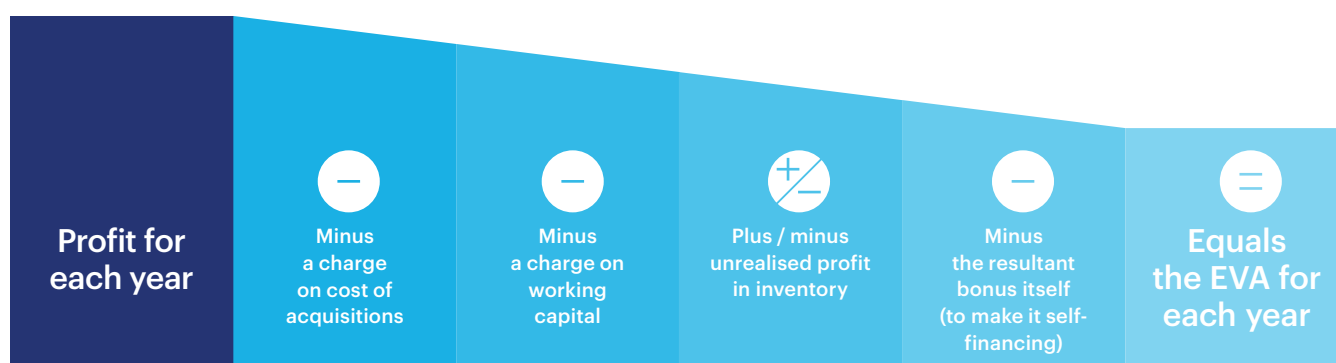 Profit for
each year
−
Minus
a charge
on cost of
acquisitions
−
Minus
a charge on
working
capital
+/−
Plus / minus
unrealised profit
in inventory
−
Minus
the resultant
bonus itself
(to make it self-
financing)
=
Equals
the EVA for
each year